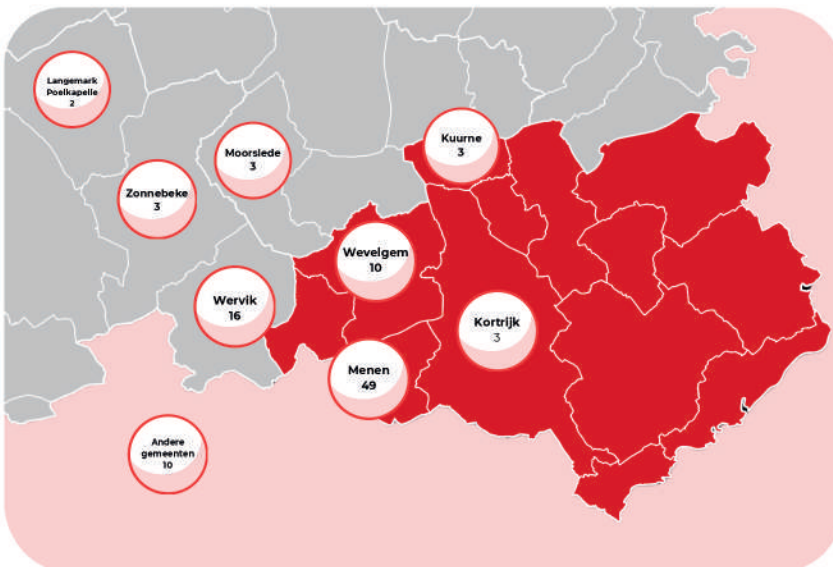 Langemark
Poelkapelle
2
Kuurne
3
Moorslede
3
Zonnebeke
3
Wevelgem
10
Wervik
16
Kortrijk
3
Menen
49
Andere
gemeenten
10